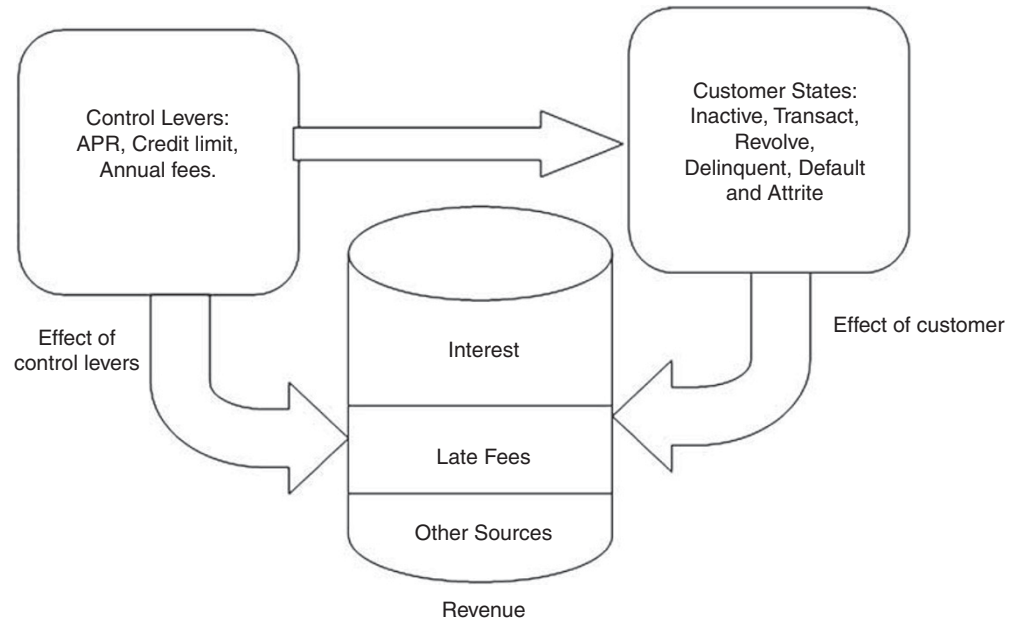 Control Levers:
APR, Credit limit,
Annual fees.
Customer States:
Inactive, Transact,
Revolve,
Delinquent, Default
and Attrite
Effect of
control levers
Effect of customer
Interest
Late Fees
Other Sources
Revenue